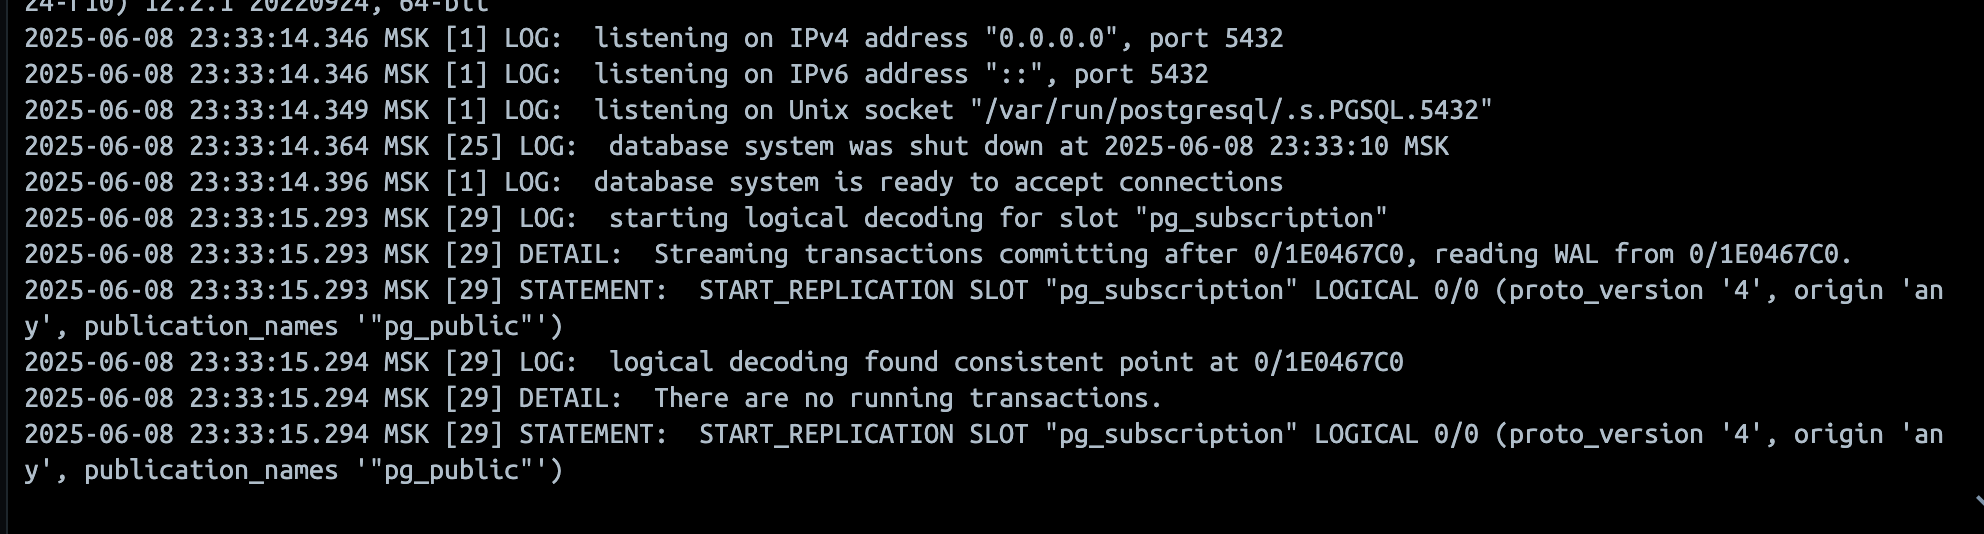 24-r10) 12.2.1 20220924, 64-bit
2025-06-08 23:33:14.346 MSK [1] LOG:  listening on IPv4 address "0.0.0.0", port 5432
2025-06-08 23:33:14.346 MSK [1] LOG:  listening on IPv6 address "::", port 5432
2025-06-08 23:33:14.349 MSK [1] LOG:  listening on Unix socket "/var/run/postgresql/.s.PGSQL.5432"
2025-06-08 23:33:14.364 MSK [25] LOG:  database system was shut down at 2025-06-08 23:33:10 MSK
2025-06-08 23:33:14.396 MSK [1] LOG:  database system is ready to accept connections
2025-06-08 23:33:15.293 MSK [29] LOG:  starting logical decoding for slot "pg_subscription"
2025-06-08 23:33:15.293 MSK [29] DETAIL:  Streaming transactions committing after 0/1E0467C0, reading WAL from 0/1E0467C0.
2025-06-08 23:33:15.293 MSK [29] STATEMENT:  START_REPLICATION SLOT "pg_subscription" LOGICAL 0/0 (proto_version '4', origin 'an
y', publication_names '"pg_public"')
2025-06-08 23:33:15.294 MSK [29] LOG:  logical decoding found consistent point at 0/1E0467C0
2025-06-08 23:33:15.294 MSK [29] DETAIL:  There are no running transactions.
2025-06-08 23:33:15.294 MSK [29] STATEMENT:  START_REPLICATION SLOT "pg_subscription" LOGICAL 0/0 (proto_version '4', origin 'an
y', publication_names '"pg_public"')